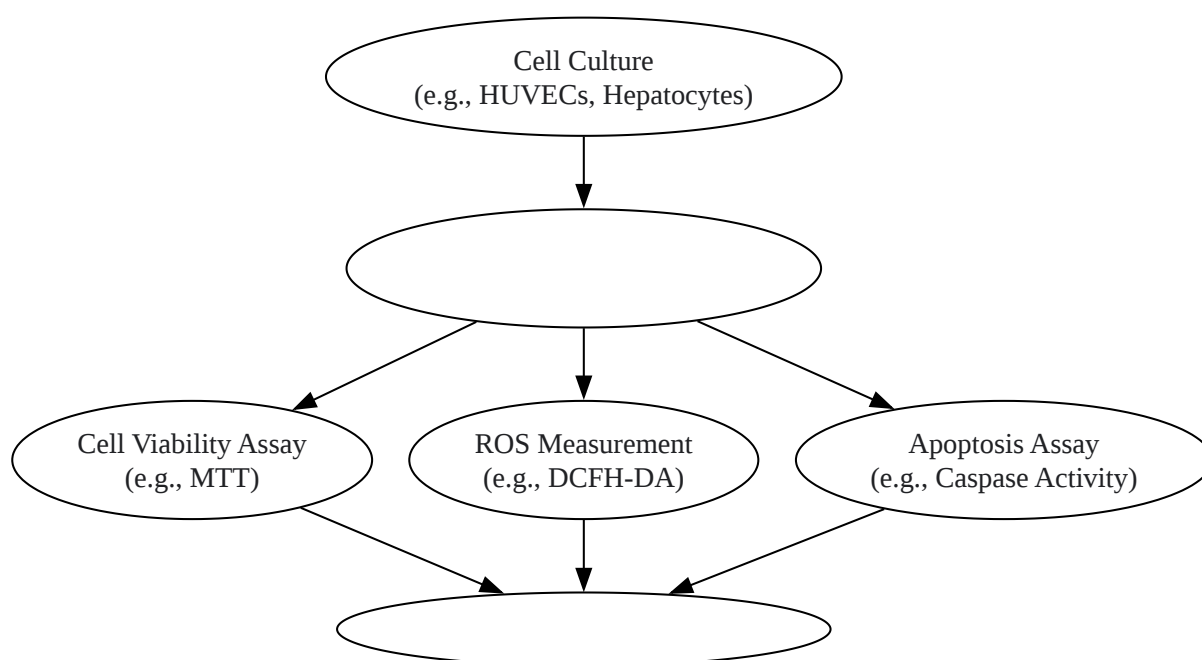 Cell Culture
(e.g., HUVECs, Hepatocytes)
Cell Viability Assay
(e.g., MTT)
ROS Measurement
(e.g., DCFH-DA)
Apoptosis Assay
(e.g., Caspase Activity)